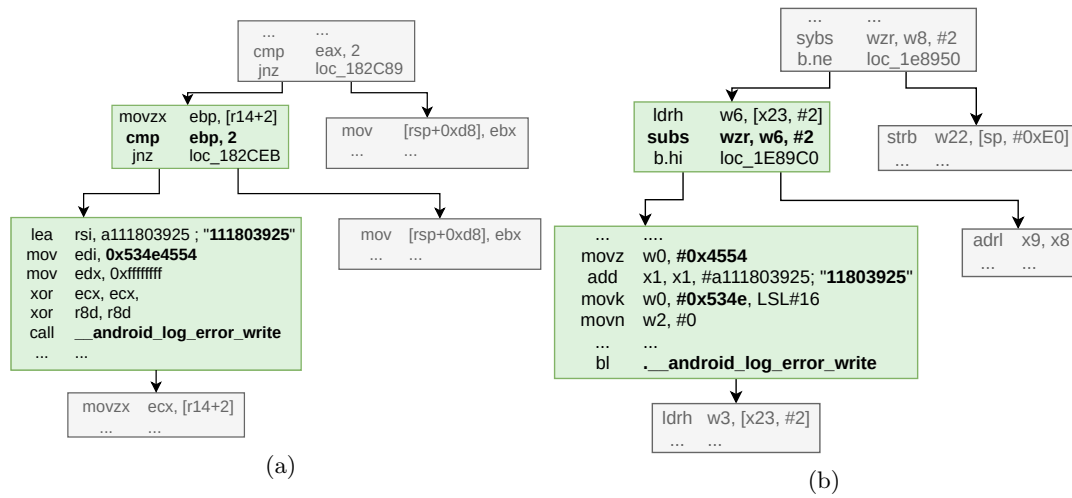 ... ...
cmp eax, 2
jnz loc_182C89
movzx ebp, [r14+2]
cmp ebp, 2
jnz loc_182CEB
mov [rsp+0xd8], ebx
... ...
lea rsi, a111803925 ; "111803925"
mov edi, 0x534e4554
mov edx, 0xffffffff
xor ecx, ecx,
xor r8d, r8d
call __android_log_error_write
... ...
mov [rsp+0xd8], ebx
... ...
movzx ecx, [r14+2]
... ...
(a)
... ...
sybs wzr, w8, #2
b.ne loc_1e8950
ldrh w6, [x23, #2]
subs wzr, w6, #2
b.hi loc_1E89C0
strb w22, [sp, #0xE0]
... ...
... ....
movz w0, #0x4554
add x1, x1, #a111803925; "11803925"
movk w0, #0x534e, LSL#16
movn w2, #0
... ...
bl .__android_log_error_write
adrl x9, x8
... ...
ldrh w3, [x23, #2]
... ...
(b)